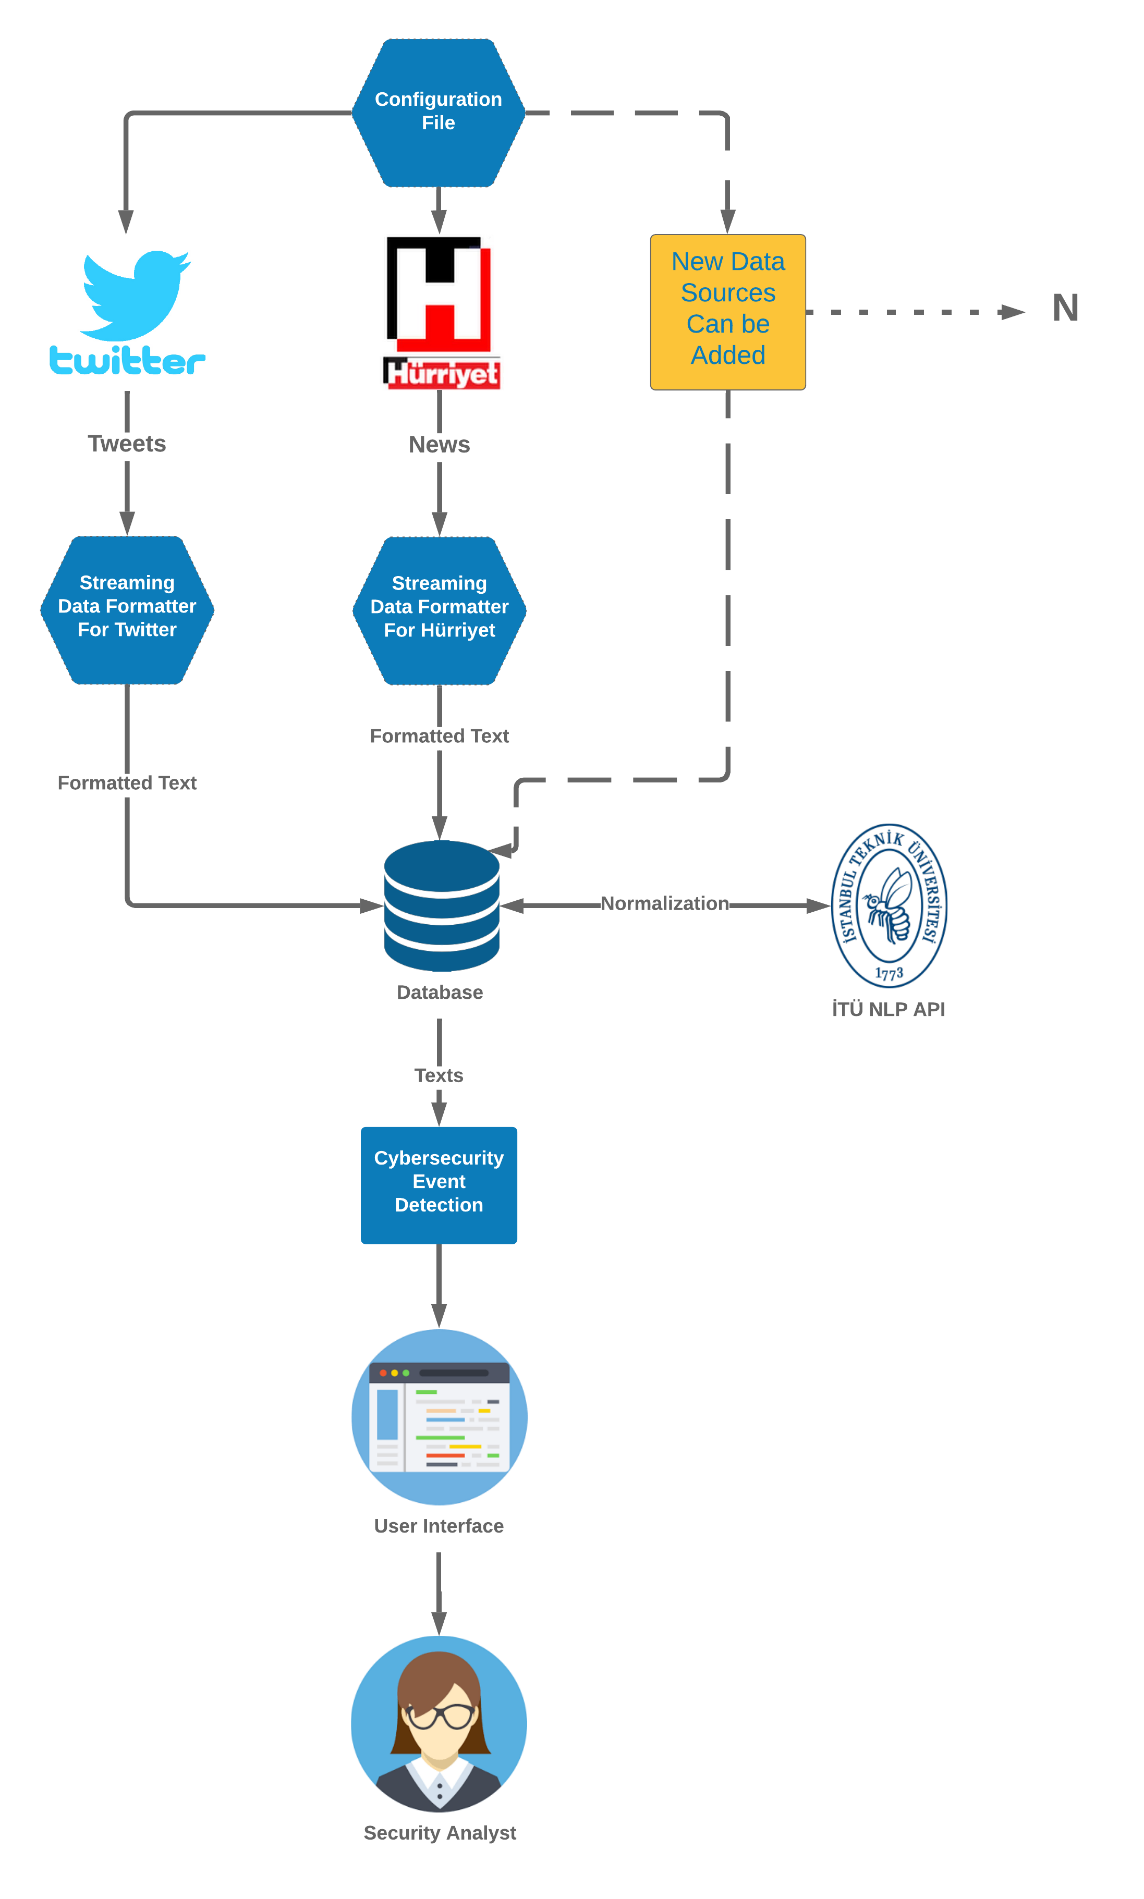 Configuration
File
twitter
Hürriyet
New Data
Sources
Can be
Added
N
Tweets
News
Streaming
Data Formatter
For Twitter
Streaming
Data Formatter
For Hürriyet
Formatted Text
Formatted Text
Database
Normalization
İSTANBUL TEKNİK ÜNİVERSİTESİ
1773
İTÜ NLP API
Texts
Cybersecurity
Event
Detection
User Interface
Security Analyst